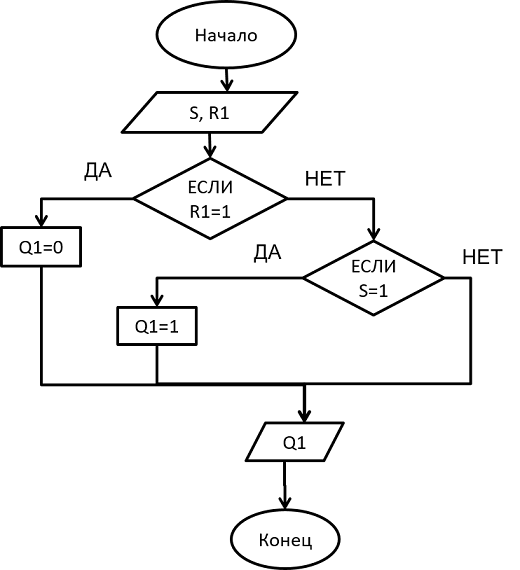 Начало
S, R1
ДА
ЕСЛИ
R1=1
НЕТ
Q1=0
ДА
ЕСЛИ
S=1
НЕТ
Q1=1
Q1
Конец